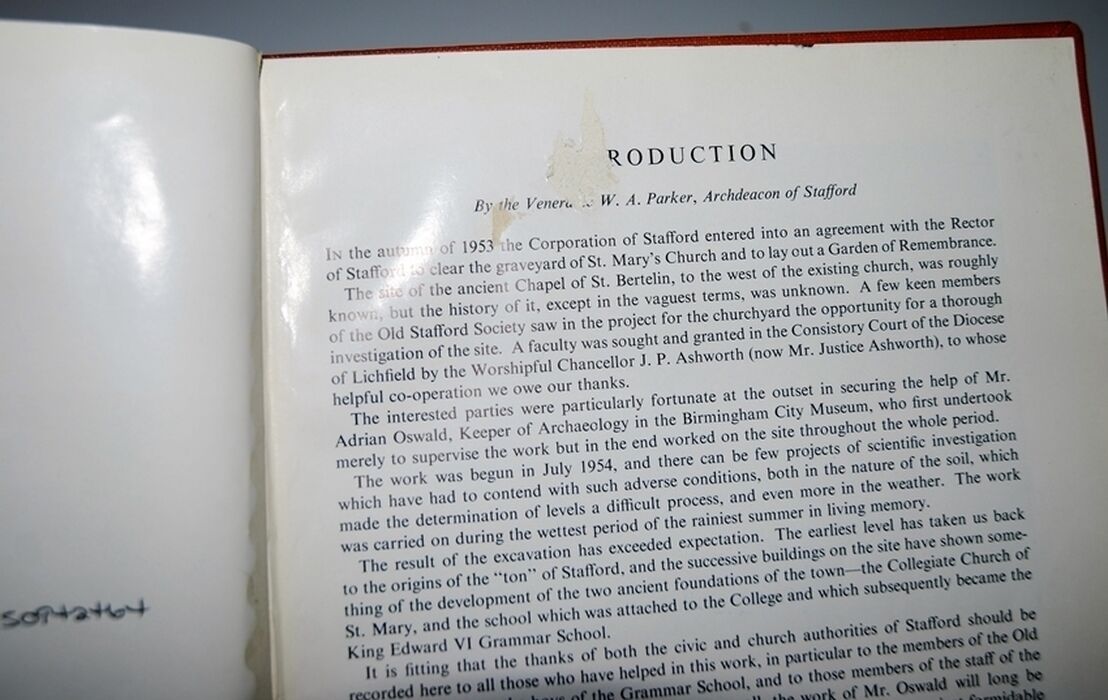 RODUCTION
By the Venera W. A. Parker, Archdeacon of Stafford
IN the autumn of 1953 the Corporation of Stafford entered into an agreement with the Rector
of Stafford to clear the graveyard of St. Mary's Church and to lay out a Garden of Remembrance.
The site of the ancient Chapel of St. Bertelin, to the west of the existing church, was roughly
known, but the history of it, except in the vaguest terms, was unknown. A few keen members
of the Old Stafford Society saw in the project for the churchyard the opportunity for a thorough
investigation of the site. A faculty was sought and granted in the Consistory Court of the Diocese
of Lichfield by the Worshipful Chancellor J. P. Ashworth (now Mr. Justice Ashworth), to whose
helpful co-operation we owe our thanks.
The interested parties were particularly fortunate at the outset in securing the help of Mr.
Adrian Oswald, Keeper of Archaeology in the Birmingham City Museum, who first undertook
merely to supervise the work but in the end worked on the site throughout the whole period.
The work was begun in July 1954, and there can be few projects of scientific investigation
which have had to contend with such adverse conditions, both in the nature of the soil, which
made the determination of levels a difficult process, and even more in the weather. The work
was carried on during the wettest period of the rainiest summer in living memory.
The result of the excavation has exceeded expectation. The earliest level has taken us back
to the origins of the "ton" of Stafford, and the successive buildings on the site have shown some-
thing of the development of the two ancient foundations of the town—the Collegiate Church of
St. Mary, and the school which was attached to the College and which subsequently became the
King Edward VI Grammar School.
It is fitting that the thanks of both the civic and church authorities of Stafford should be
recorded here to all those who have helped in this work, in particular to the members of the Old
of the Grammar School, and to those members of the staff of the
the work of Mr. Oswald will long be